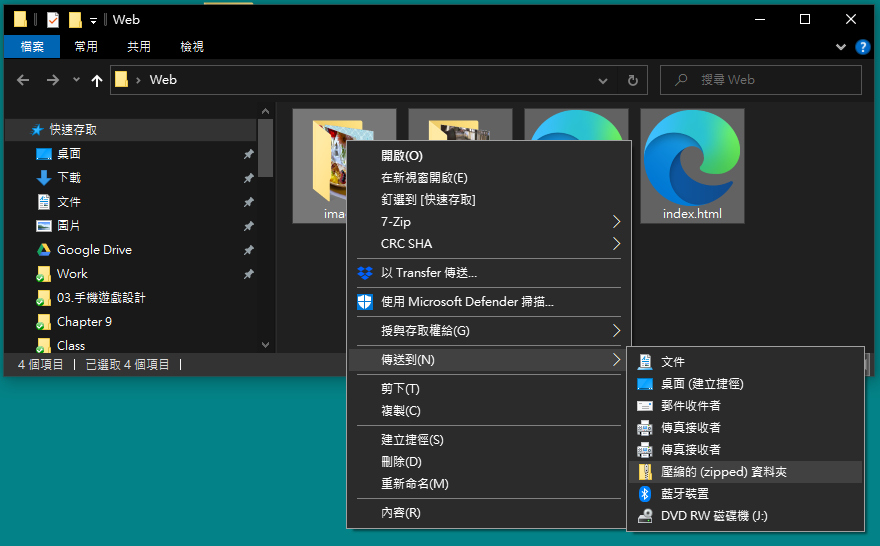 Web
檔案 常用 共用 檢視
Web
搜尋 Web
快速存取
桌面
下載
文件
圖片
Google Drive
Work
03.手機遊戲設計
Chapter 9
Class
ima
index.html
4 個項目 已選取 4 個項目
開啟(O)
在新視窗開啟(E)
釘選到 [快速存取]
7-Zip
CRC SHA
以 Transfer 傳送...
使用 Microsoft Defender 掃描...
授與存取權給(G)
傳送到(N)
剪下(T)
複製(C)
建立捷徑(S)
刪除(D)
重新命名(M)
內容(R)
文件
桌面 (建立捷徑)
郵件收件者
傳真接收者
傳真接收者
壓縮的 (zipped) 資料夾
藍牙裝置
DVD RW 磁碟機 (J:)